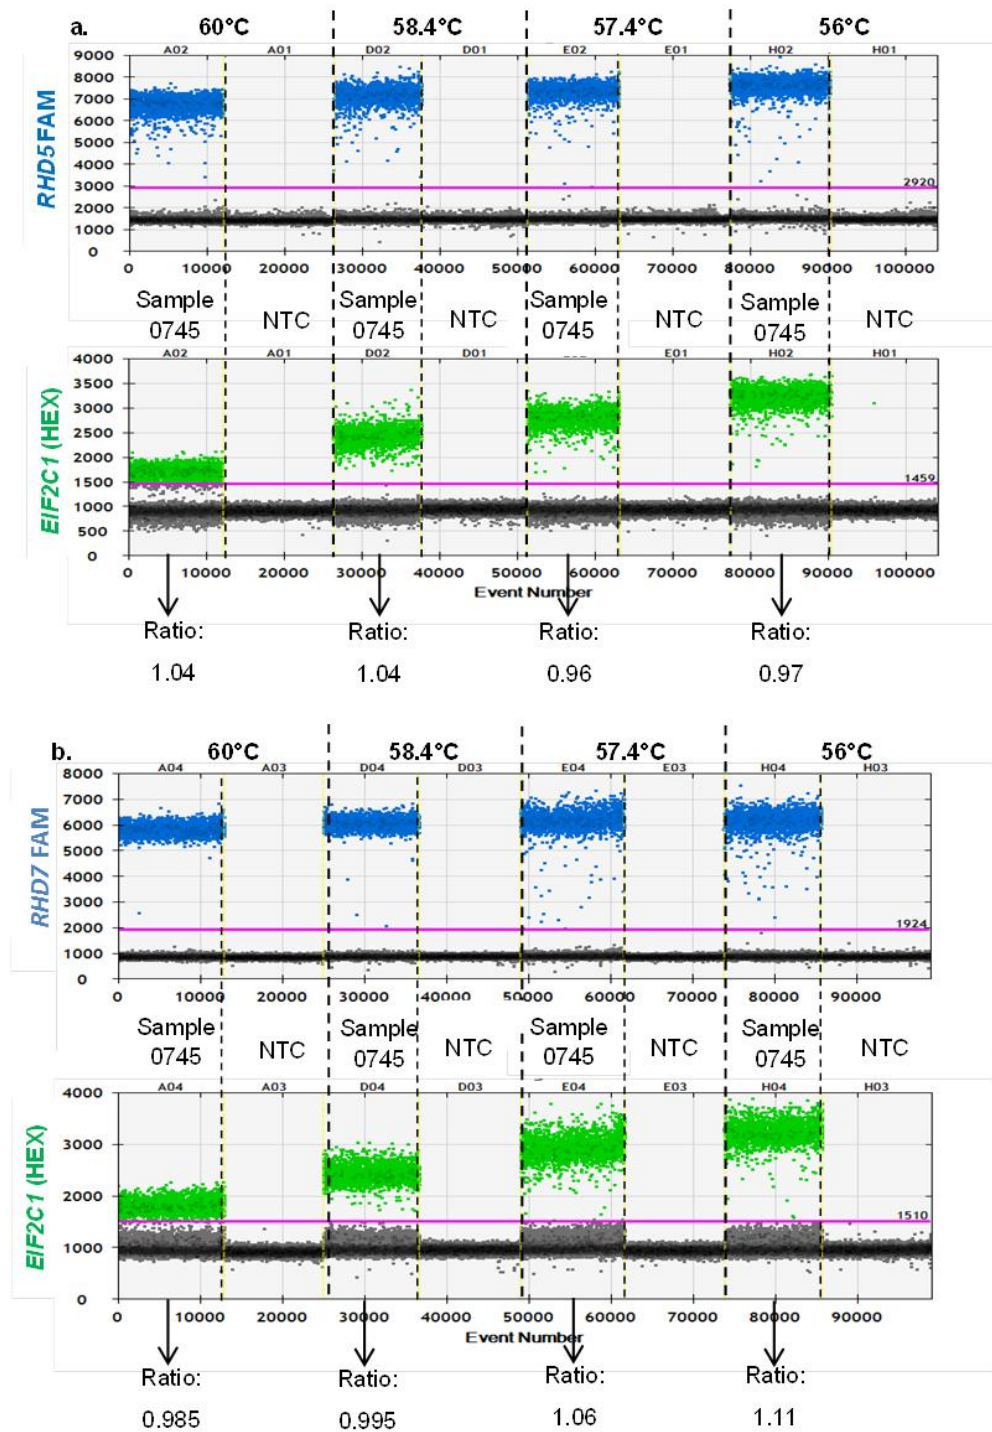 a. 60°C 58.4°C 57.4°C 56°C
A02 A01 D02 D01 E02 E01 H02 H01
RHD5 FAM
9000
8000
7000
6000
5000
4000
3000
2000
1000
0
2920
0 10000 20000 30000 40000 50000 60000 70000 80000 90000 100000
Sample 0745 NTC Sample 0745 NTC Sample 0745 NTC Sample 0745 NTC
A02 A01 D02 D01 E01 H02 H01
EIF2C1 (HEX)
4000
3500
3000
2500
2000
1500
1000
500
0
1459
0 10000 20000 30000 40000 50000 60000 70000 80000 90000 100000
Event Number
Ratio: Ratio: Ratio: Ratio:
1.04 1.04 0.96 0.97
b. 60°C 58.4°C 57.4°C 56°C
A04 A03 D04 D03 E04 E03 H04 H03
RHD7 FAM
8000
7000
6000
5000
4000
3000
2000
1000
0
1924
0 10000 20000 30000 40000 50000 60000 70000 80000 90000
Sample 0745 NTC Sample 0745 NTC Sample 0745 NTC Sample 0745 NTC
A04 A03 D04 D03 E04 E03 H04 H03
EIF2C1 (HEX)
4000
3000
2000
1000
0
1510
0 10000 20000 30000 40000 50000 60000 70000 80000 90000
Event Number
Ratio: Ratio: Ratio: Ratio:
0.985 0.995 1.06 1.11